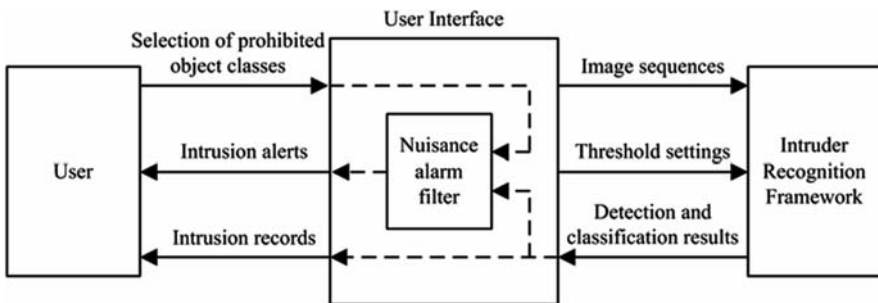 User Interface
Selection of prohibited
object classes
Image sequences
User
Intrusion alerts
Nuisance
alarm
filter
Threshold settings
Intruder
Recognition
Framework
Intrusion records
Detection and
classification results